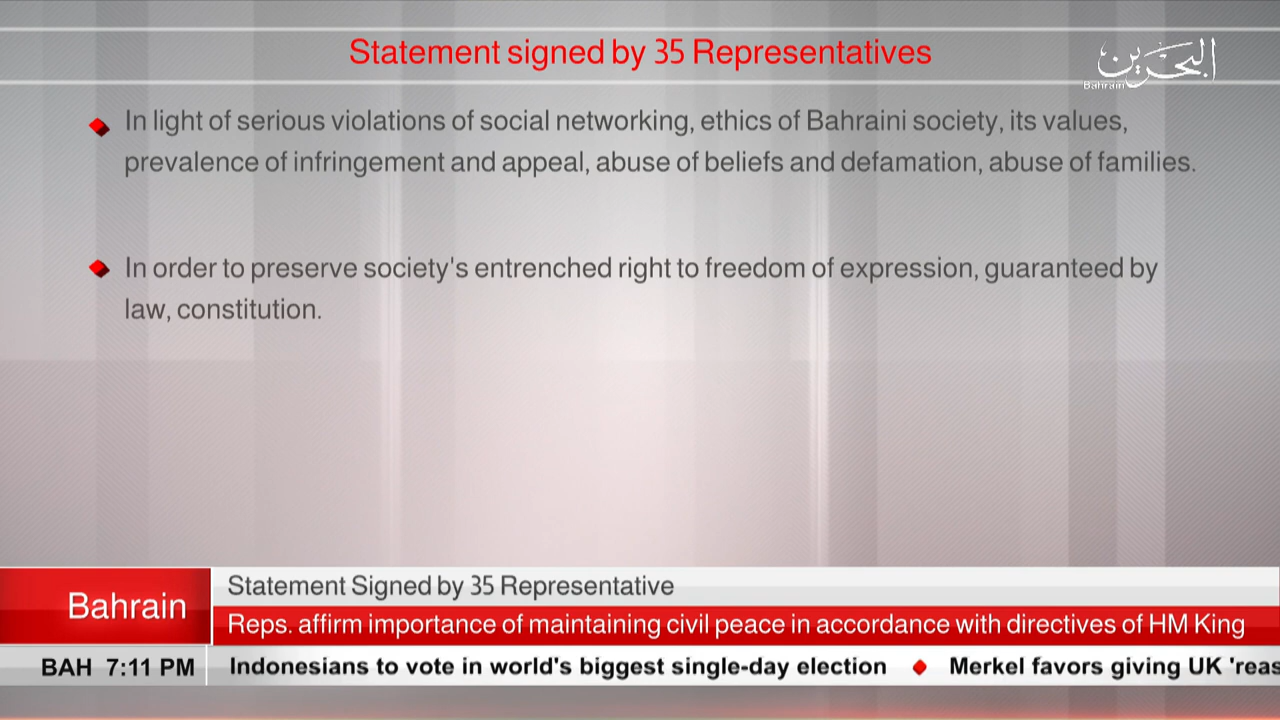 Statement signed by 35 Representatives
البحرين
Bahrain
In light of serious violations of social networking, ethics of Bahraini society, its values,
prevalence of infringement and appeal, abuse of beliefs and defamation, abuse of families.
In order to preserve society's entrenched right to freedom of expression, guaranteed by
law, constitution.
Bahrain
Statement Signed by 35 Representative
Reps. affirm importance of maintaining civil peace in accordance with directives of HM King
BAH 7:11 PM
Indonesians to vote in world's biggest single-day election
Merkel favors giving UK 'reas